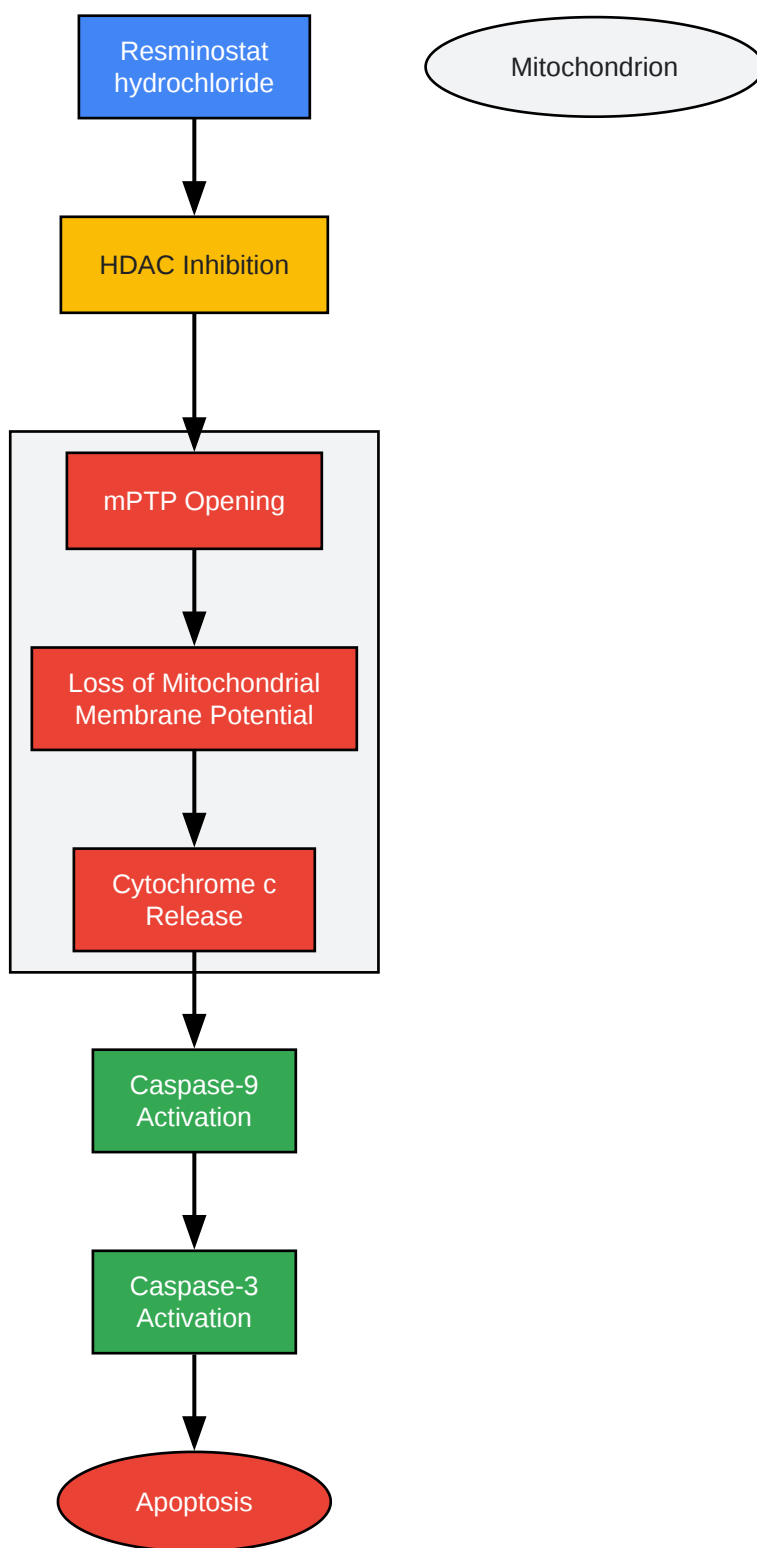 Resminostat
hydrochloride
Mitochondrion
HDAC Inhibition
mPTP Opening
Loss of Mitochondrial
Membrane Potential
Cytochrome c
Release
Caspase-9
Activation
Caspase-3
Activation
Apoptosis